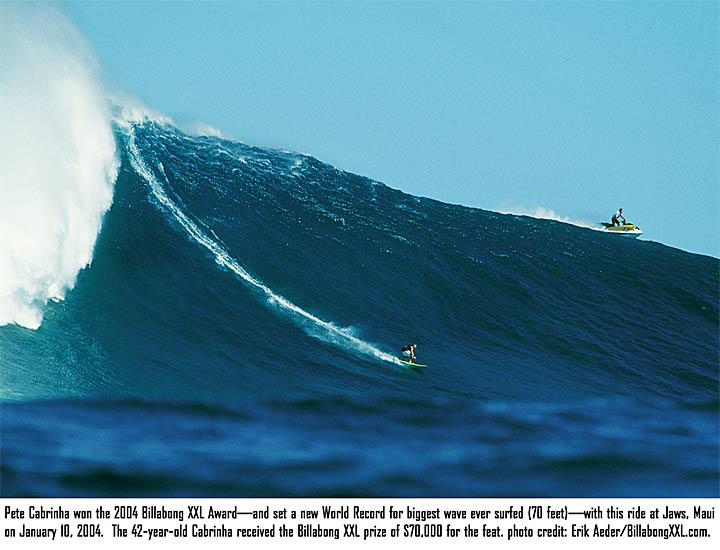 Pete Cabrinha won the 2004 Billabong XXL Award—and set a new World Record for biggest wave ever surfed (70 feet)—with this ride at Jaws, Maui
on January 10, 2004. The 42-year-old Cabrinha received the Billabong XXL prize of $70,000 for the feat. photo credit: Erik Aeder/BillabongXXL.com.